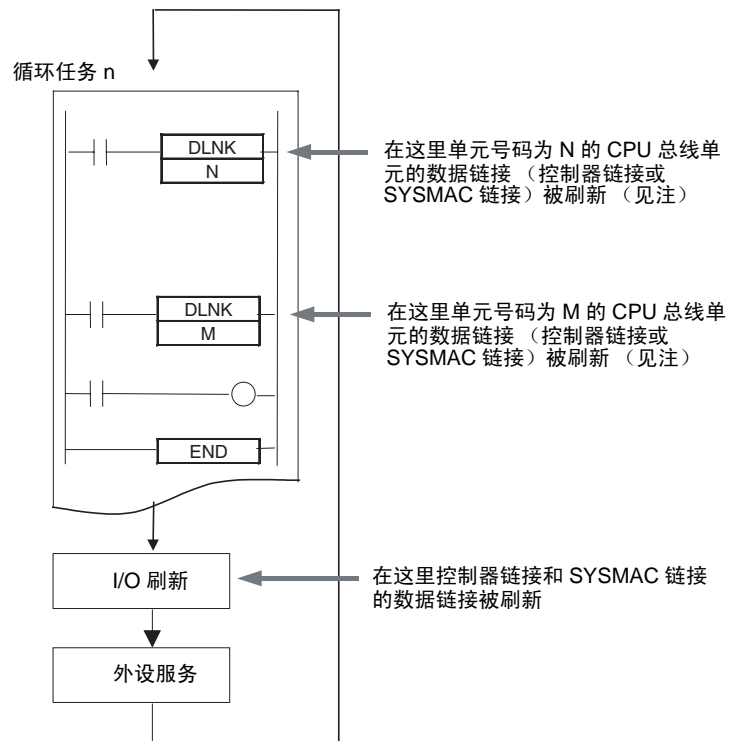 循环任务 n
DLNK
N
在这里单元号码为 N 的 CPU 总线单
元的数据链接 （控制器链接或
SYSMAC 链接）被刷新 （见注）
DLNK
M
在这里单元号码为 M 的 CPU 总线单
元的数据链接 （控制器链接或
SYSMAC 链接）被刷新 （见注）
END
I/O 刷新
在这里控制器链接和 SYSMAC 链接
的数据链接被刷新
外设服务